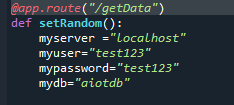 @app.route("/getData")
def setRandom():
    myserver ="localhost"
    myuser="test123"
    mypassword="test123"
    mydb="aiotdb"